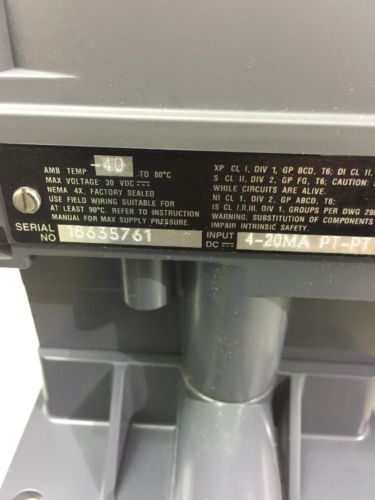 AMB TEMP -40 TO 80°C
MAX VOLTAGE: 30 VDC
NEMA 4X, FACTORY SEALED
USE FIELD WIRING SUITABLE FOR
AT LEAST 90°C. REFER TO INSTRUCTION
MANUAL FOR MAX SUPPLY PRESSURE.
SERIAL
NO 18635761
XP CL I, DIV 1, GP BCD, T6; DI CL II,
S CL II, DIV 2, GP FG, T6; CAUTION:
WHILE CIRCUITS ARE ALIVE.
NI CL I, DIV 2, GP ABCD, T6;
IS CL I,II,III, DIV 1, GROUPS PER DWG
WARNING: SUBSTITUTION OF COMPONENTS
IMPAIR INTRINSIC SAFETY.
INPUT
DC 4-20MA PT-PT